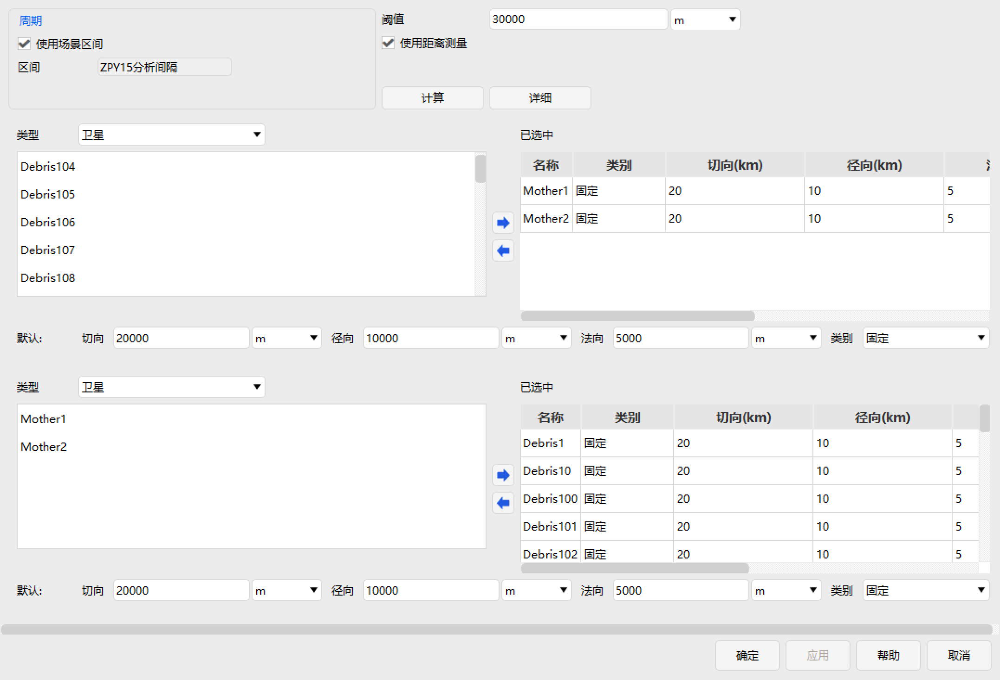 周期
使用场景区间
区间 ZPY15分析间隔
阈值 30000 m
使用距离测量
计算 详细
类型 卫星
Debris104
Debris105
Debris106
Debris107
Debris108
已选中
名称 类别 切向(km) 径向(km)
Mother1 固定 20 10 5
Mother2 固定 20 10 5
默认: 切向 20000 m 径向 10000 m 法向 5000 m 类别 固定
类型 卫星
Mother1
Mother2
已选中
名称 类别 切向(km) 径向(km)
Debris1 固定 20 10 5
Debris10 固定 20 10 5
Debris100 固定 20 10 5
Debris101 固定 20 10 5
Debris102 固定 20 10 5
默认: 切向 20000 m 径向 10000 m 法向 5000 m 类别 固定
确定 应用 帮助 取消